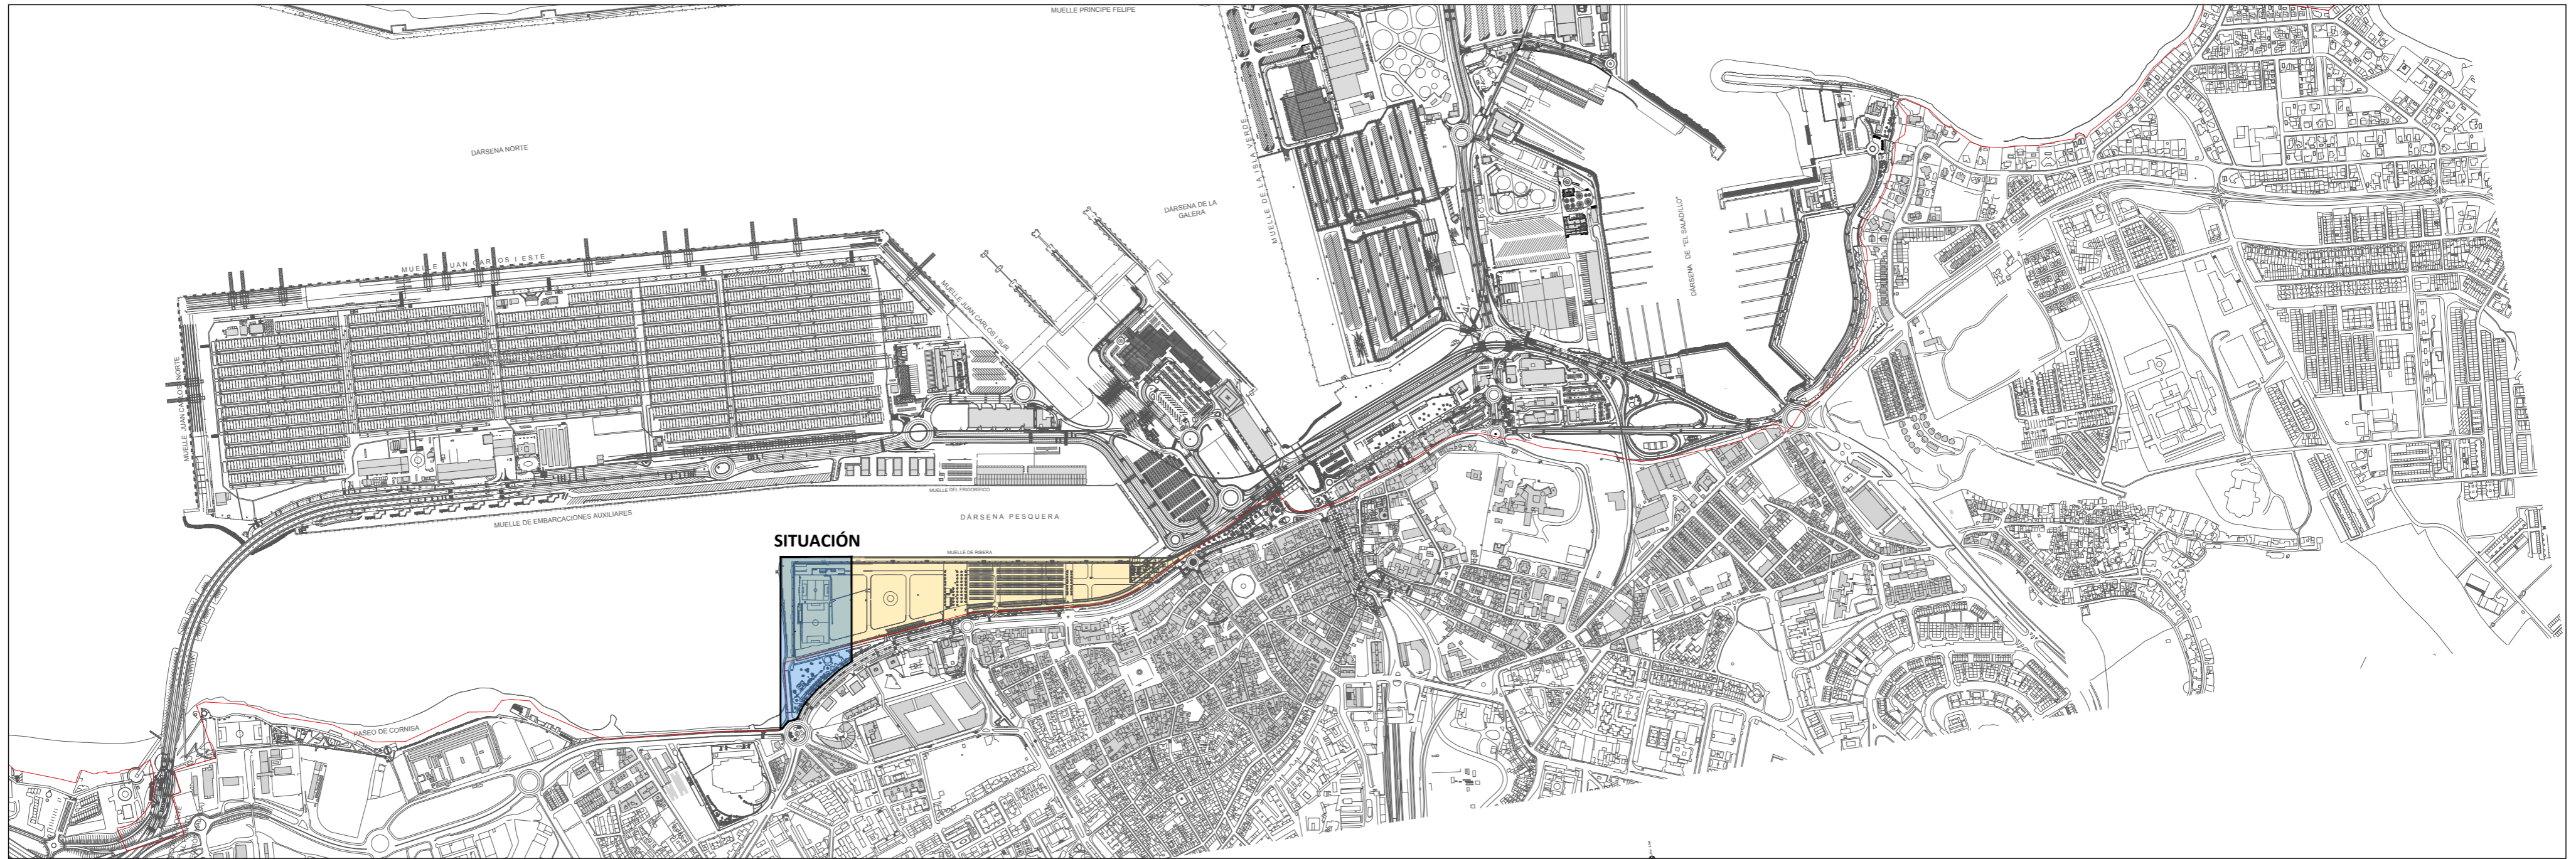 MUELLE PRINCIPE FELIPE
DÁRSENA NORTE
DÁRSENA DE LA
GALERA
MUELLE DE LA ISLA VERDE
DÁRSENA DE "EL SALADILLO"
MUELLE JUAN CARLOS I ESTE
MUELLE JUAN CARLOS I SUR
MUELLE JUAN CARLOS I NORTE
MUELLE DEL FRIGORÍFICO
MUELLE DE EMBARCACIONES AUXILIARES
DÁRSENA PESQUERA
SITUACIÓN
MUELLE DE RIBERA
PASEO DE CORNISA